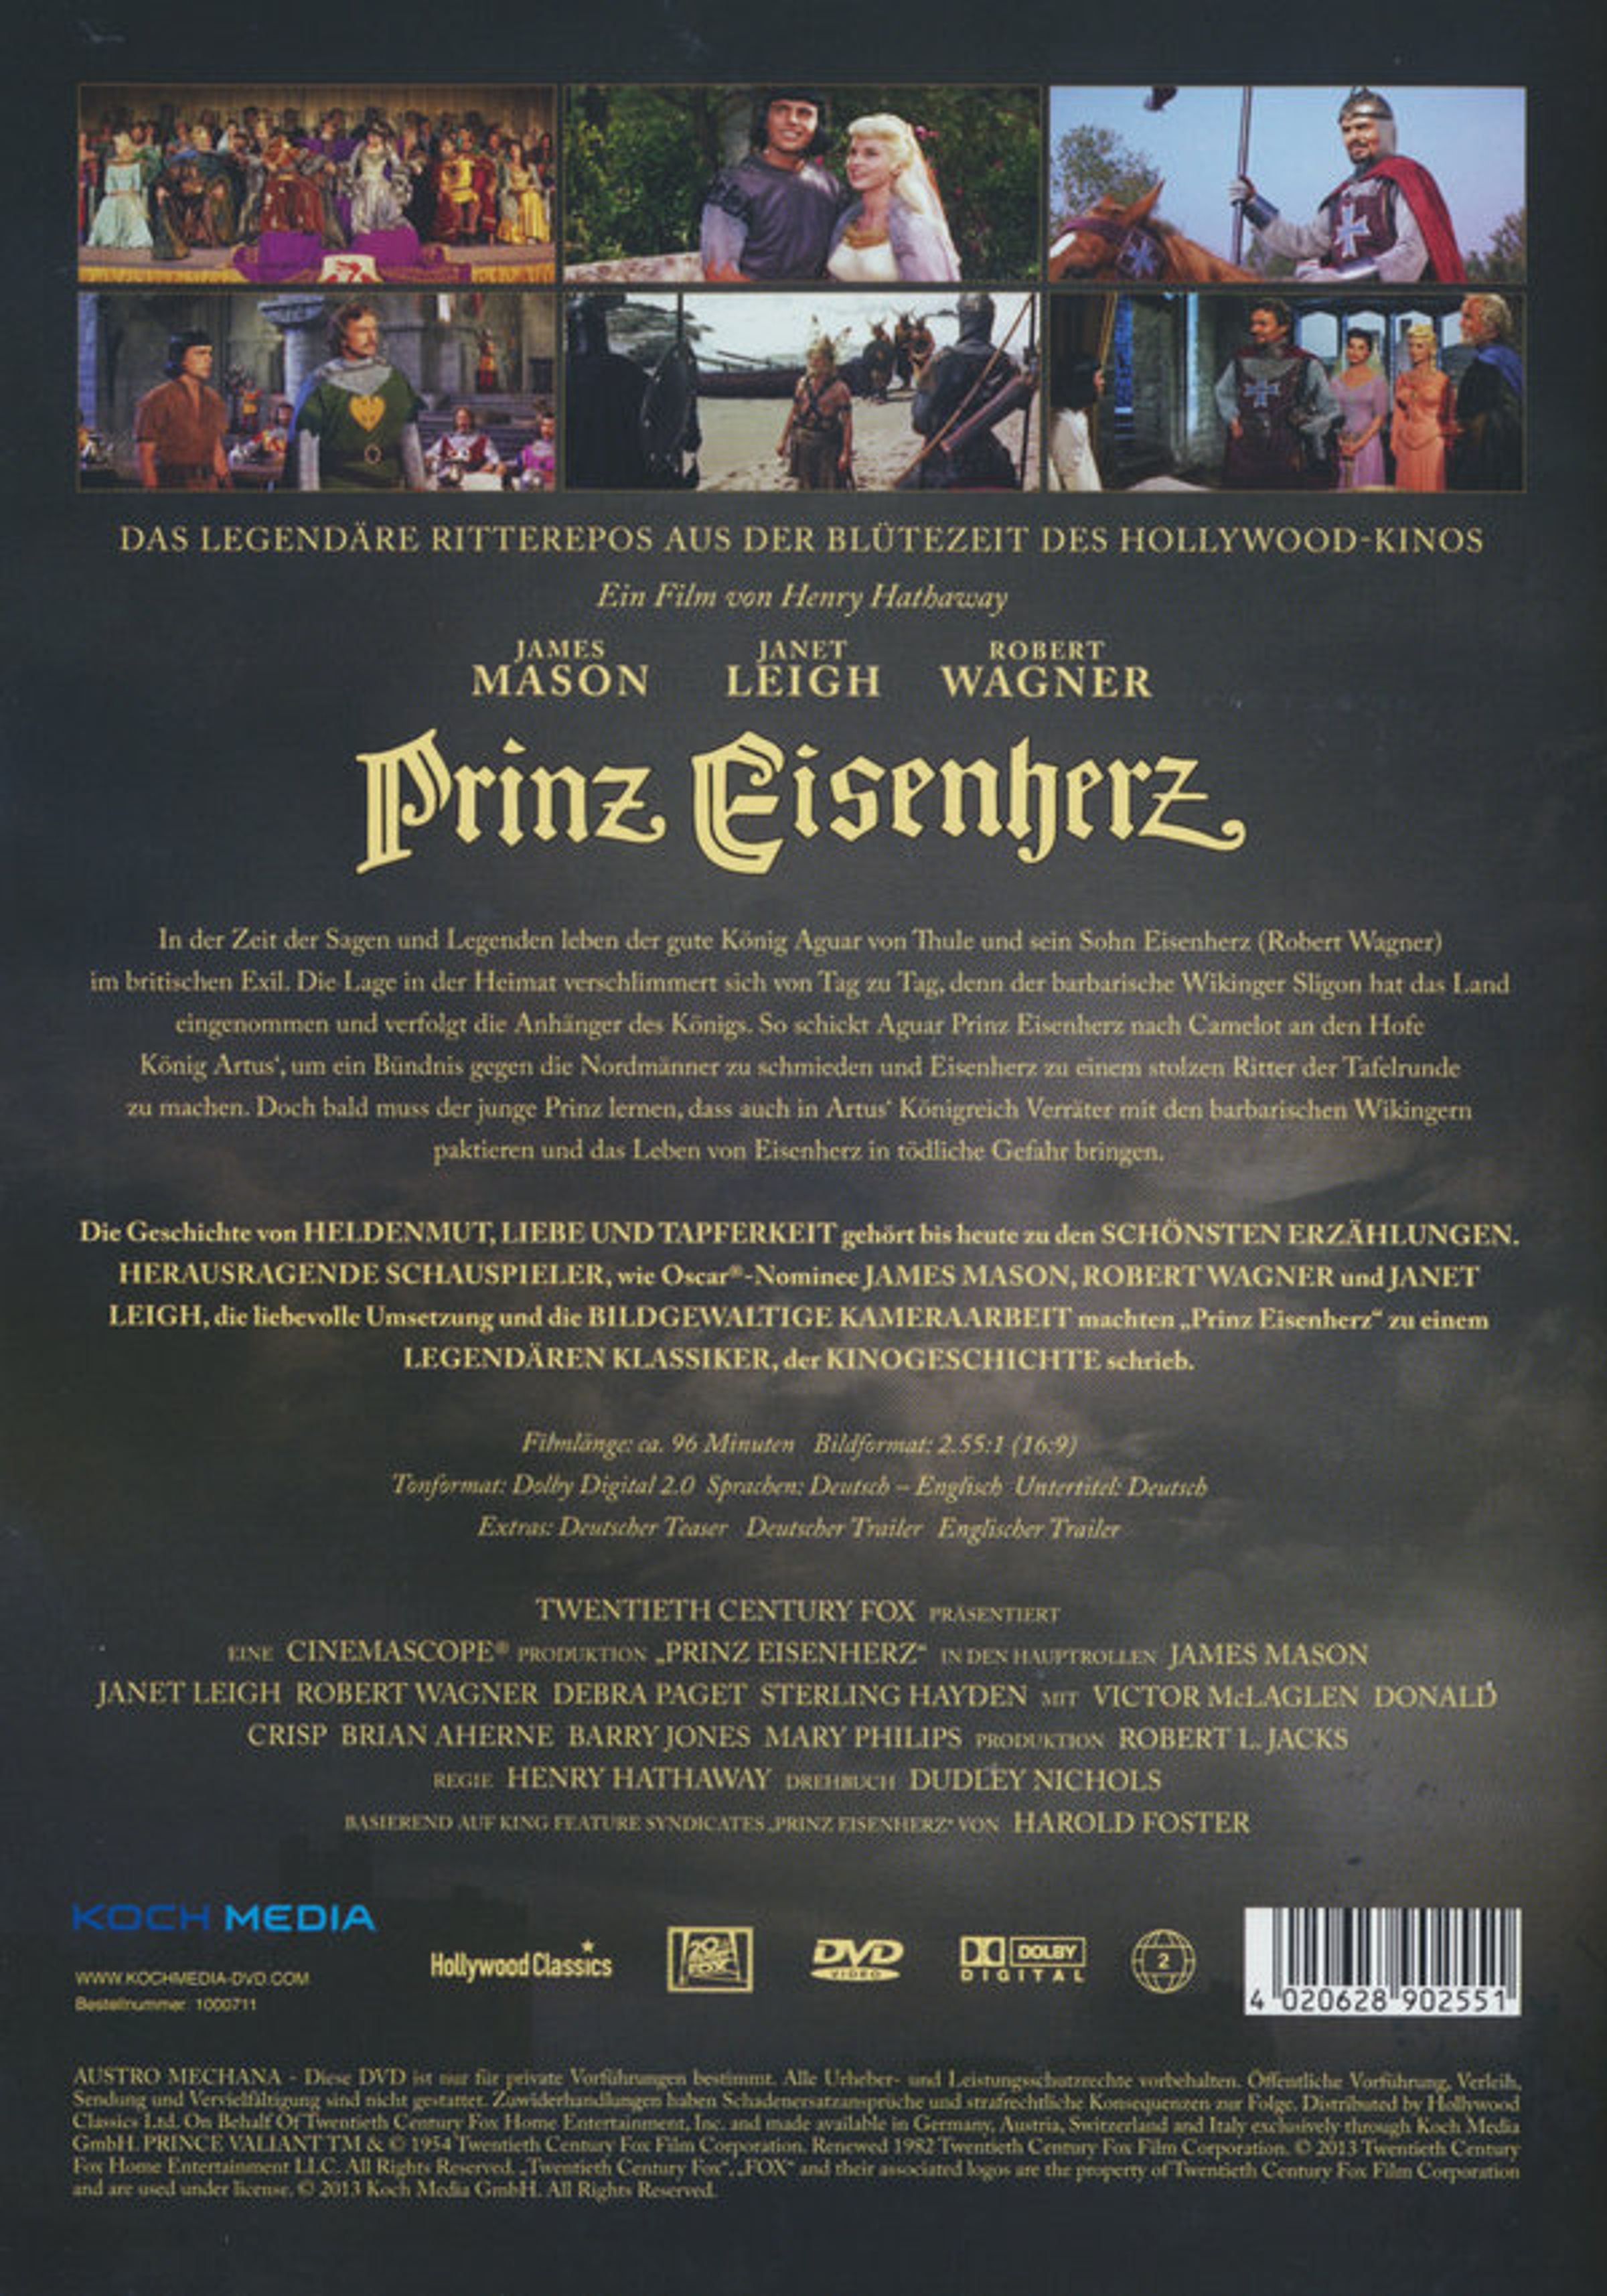 DAS LEGENDÄRE RITTEREPOS AUS DER BLÜTEZEIT DES HOLLYWOOD-KINOS
Ein Film von Henry Hathaway
JAMES MASON JANET LEIGH ROBERT WAGNER
Prinz Eisenherz
In der Zeit der Sagen und Legenden leben der gute König Aguar von Thule und sein Sohn Eisenherz (Robert Wagner)
im britischen Exil. Die Lage in der Heimat verschlimmert sich von Tag zu Tag, denn der barbarische Wikinger Sligon hat das Land
eingenommen und verfolgt die Anhänger des Königs. So schickt Aguar Prinz Eisenherz nach Camelot an den Hofe
König Artus‘, um ein Bündnis gegen die Nordmänner zu schmieden und Eisenherz zu einem stolzen Ritter der Tafelrunde
zu machen. Doch bald muss der junge Prinz lernen, dass auch in Artus‘ Königreich Verräter mit den barbarischen Wikingern
paktieren und das Leben von Eisenherz in tödliche Gefahr bringen.
Die Geschichte von HELDENMUT, LIEBE UND TAPFERKEIT gehört bis heute zu den SCHÖNSTEN ERZÄHLUNGEN.
HERAUSRAGENDE SCHAUSPIELER, wie Oscar®-Nominee JAMES MASON, ROBERT WAGNER und JANET
LEIGH, die liebevolle Umsetzung und die BILDGEWALTIGE KAMERAARBEIT machten „Prinz Eisenherz“ zu einem
LEGENDÄREN KLASSIKER, der KINOGESCHICHTE schrieb.
Filmlänge: ca. 96 Minuten Bildformat: 2.55:1 (16:9)
Tonformat: Dolby Digital 2.0 Sprachen: Deutsch – Englisch Untertitel: Deutsch
Extras: Deutscher Teaser Deutscher Trailer Englischer Trailer
TWENTIETH CENTURY FOX PRÄSENTIERT
EINE CINEMASCOPE® PRODUKTION „PRINZ EISENHERZ“ IN DEN HAUPTROLLEN JAMES MASON
JANET LEIGH ROBERT WAGNER DEBRA PAGET STERLING HAYDEN MIT VICTOR McLAGLEN DONALD
CRISP BRIAN AHERNE BARRY JONES MARY PHILIPS PRODUKTION ROBERT L. JACKS
REGIE HENRY HATHAWAY DREHBUCH DUDLEY NICHOLS
BASIEREND AUF KING FEATURE SYNDICATES „PRINZ EISENHERZ“ VON HAROLD FOSTER
KOCH MEDIA
WWW.KOCHMEDIA-DVD.COM
Bestellnummer: 1000711
Hollywood Classics
20th CENTURY FOX
DVD VIDEO
DOLBY DIGITAL
2
4 020628 902551
AUSTRO MECHANA - Diese DVD ist nur für private Vorführungen bestimmt. Alle Urheber- und Leistungsschutzrechte vorbehalten. Öffentliche Vorführung, Verleih,
Sendung und Vervielfältigung sind nicht gestattet. Zuwiderhandlungen haben Schadenersatzansprüche und strafrechtliche Konsequenzen zur Folge. Distributed by Hollywood
Classics Ltd. On Behalf Of Twentieth Century Fox Home Entertainment, Inc. and made available in Germany, Austria, Switzerland and Italy exclusively through Koch Media
GmbH. PRINCE VALIANT TM & © 1954 Twentieth Century Fox Film Corporation. Renewed 1982 Twentieth Century Fox Film Corporation. © 2013 Twentieth Century
Fox Home Entertainment LLC. All Rights Reserved. „Twentieth Century Fox“, „FOX“ and their associated logos are the property of Twentieth Century Fox Film Corporation
and are used under license. © 2013 Koch Media GmbH. All Rights Reserved.